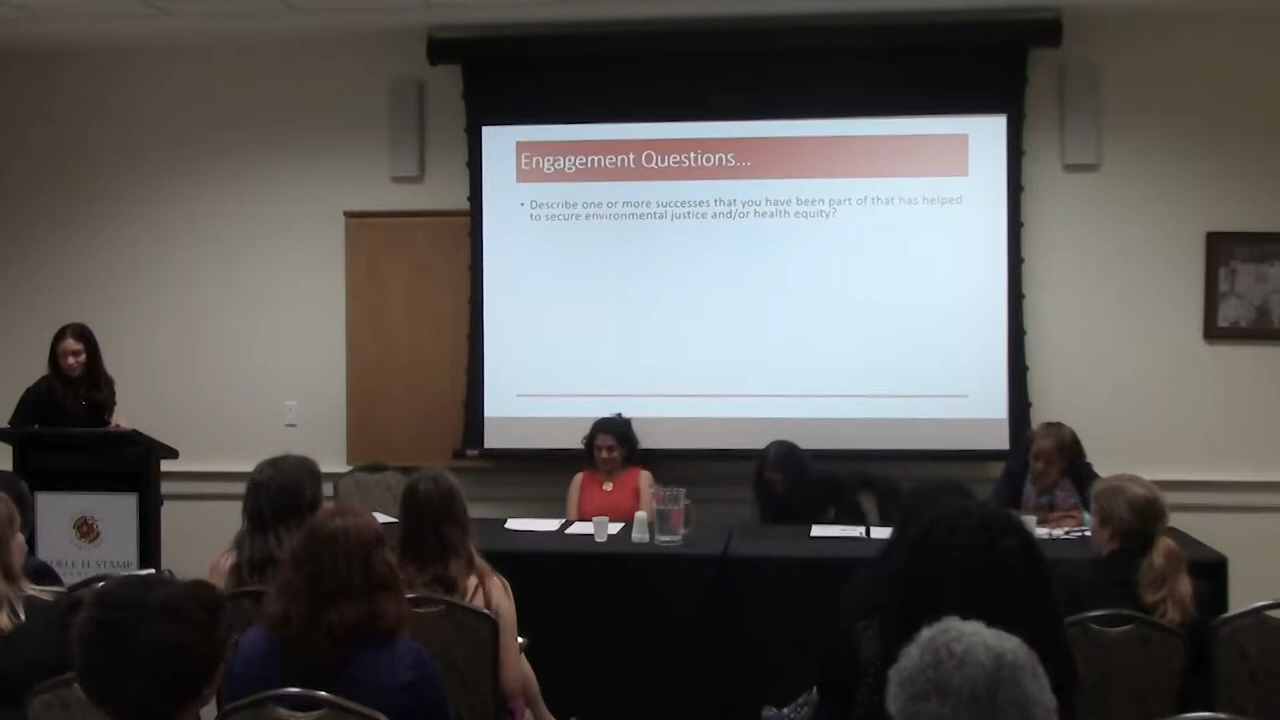 Engagement Questions...
• Describe one or more successes that you have been part of that has helped
to secure environmental justice and/or health equity?
H. STAMP